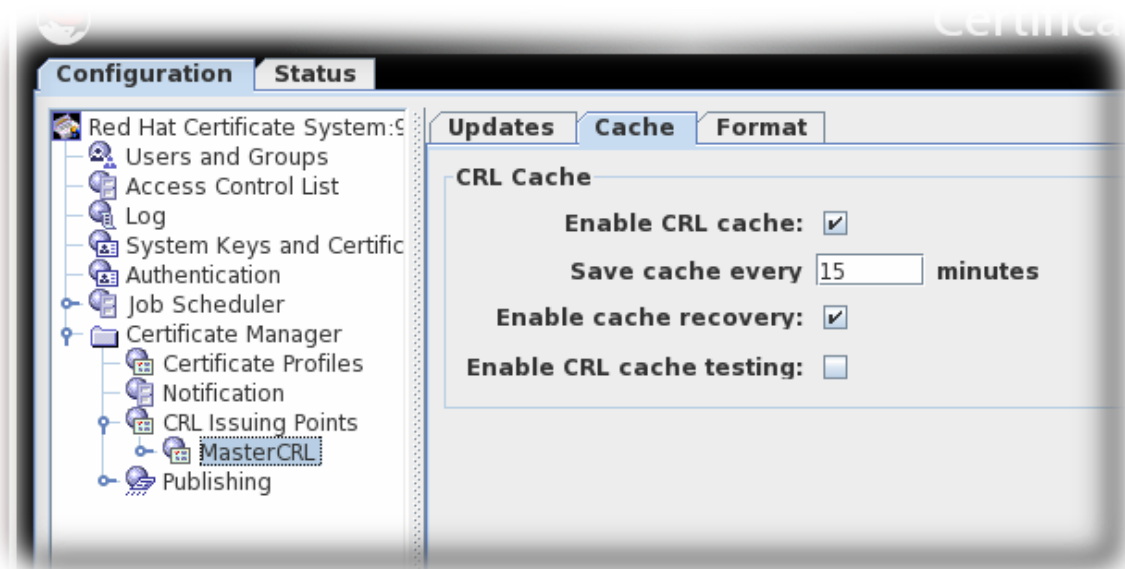 Configuration Status
Red Hat Certificate System:9
Users and Groups
Access Control List
Log
System Keys and Certific
Authentication
Job Scheduler
Certificate Manager
Certificate Profiles
Notification
CRL Issuing Points
MasterCRL
Publishing
Updates Cache Format
CRL Cache
Enable CRL cache:
Save cache every 15 minutes
Enable cache recovery:
Enable CRL cache testing: